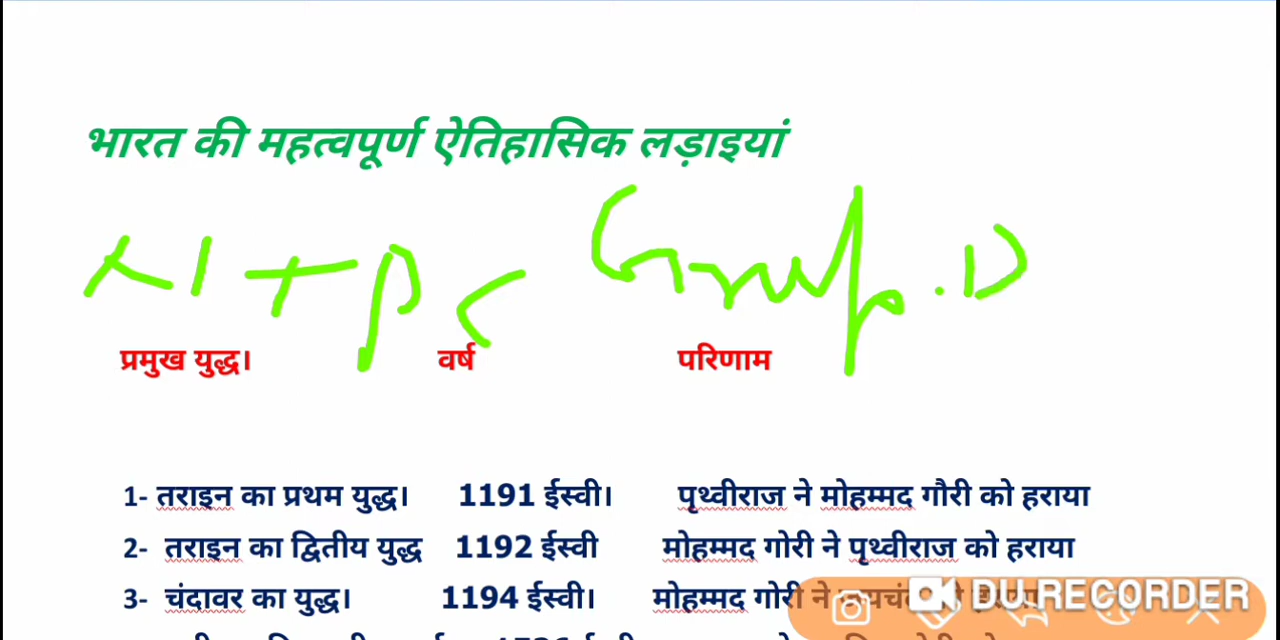 भारत की महत्वपूर्ण ऐतिहासिक लड़ाइयां
NTPC Group.D
प्रमुख युद्ध। वर्ष परिणाम
1- तराइन का प्रथम युद्ध। 1191 ईस्वी। पृथ्वीराज ने मोहम्मद गौरी को हराया
2- तराइन का द्वितीय युद्ध 1192 ईस्वी मोहम्मद गोरी ने पृथ्वीराज को हराया
3- चंदावर का युद्ध। 1194 ईस्वी। मोहम्मद गोरी ने
DU RECORDER